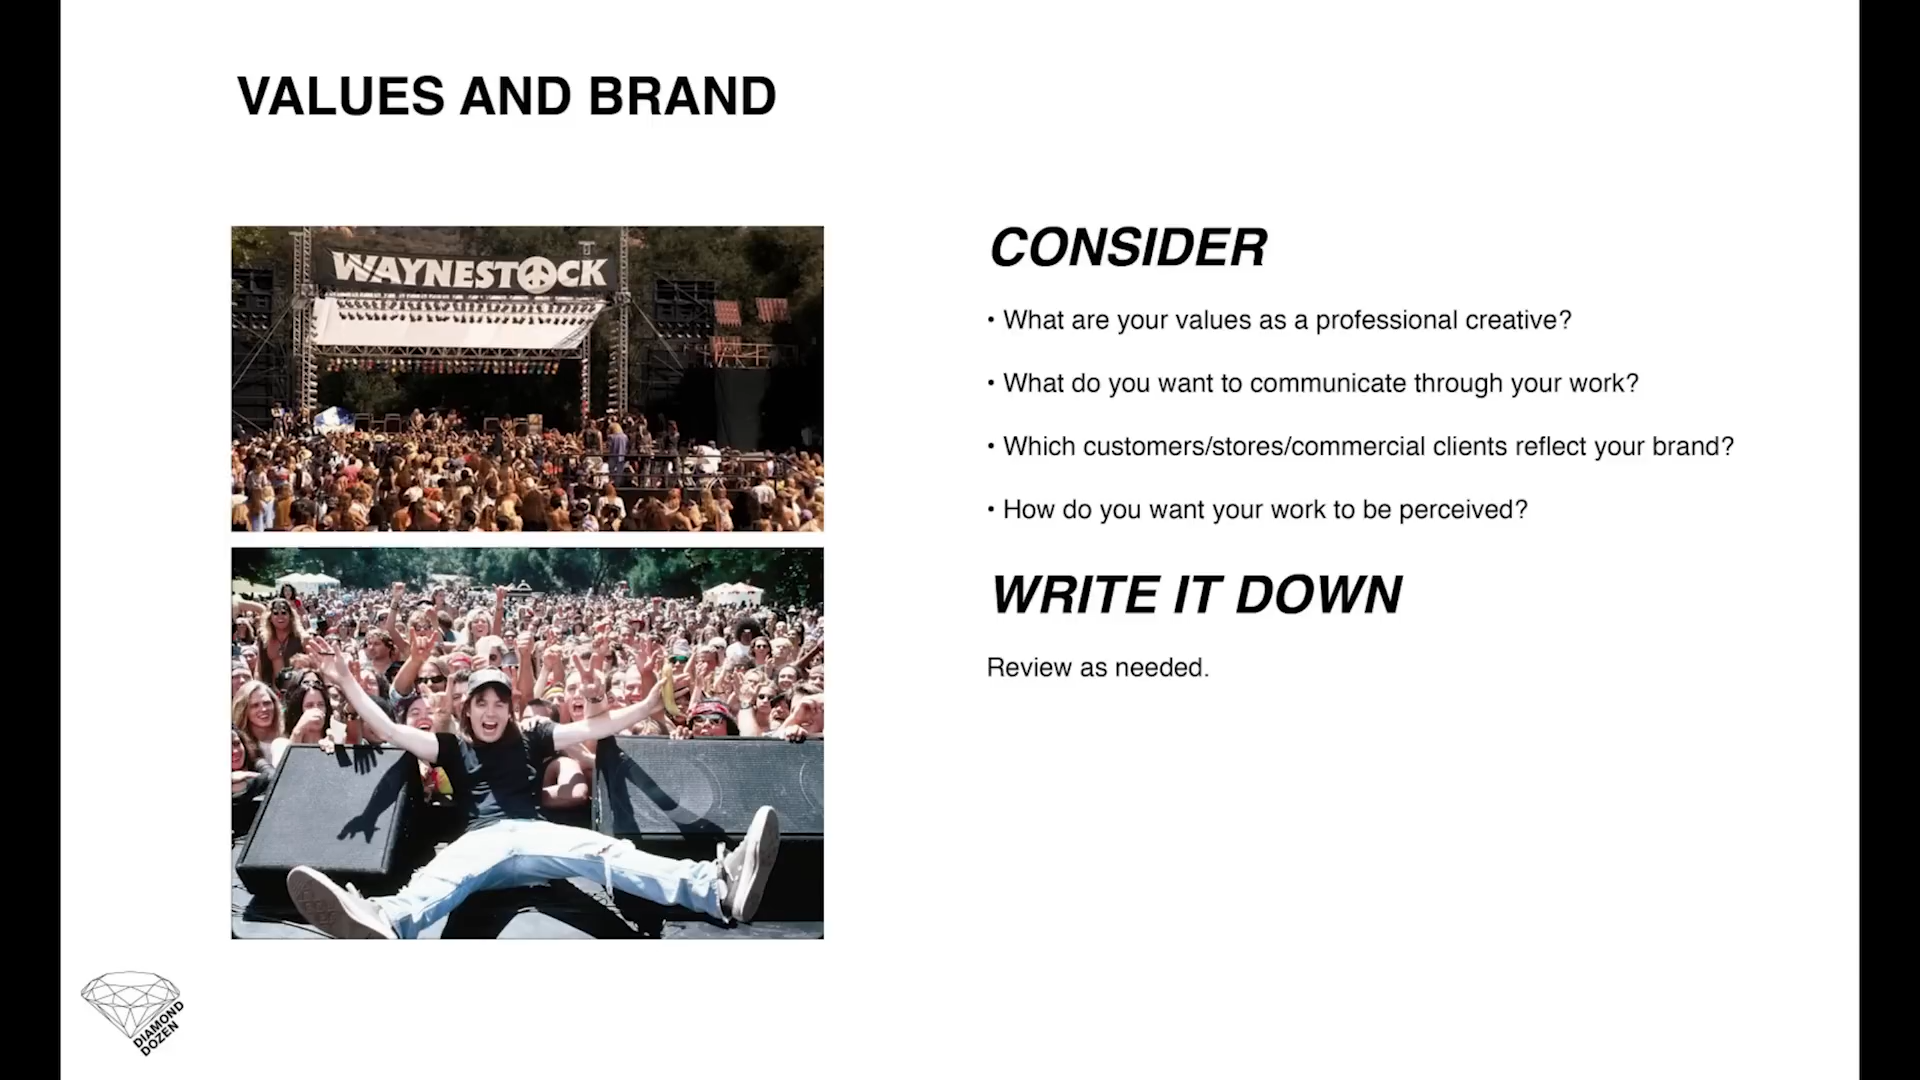 VALUES AND BRAND
WAYNESTOCK
CONSIDER
• What are your values as a professional creative?
• What do you want to communicate through your work?
• Which customers/stores/commercial clients reflect your brand?
• How do you want your work to be perceived?
WRITE IT DOWN
Review as needed.
DIAMOND
DOZEN